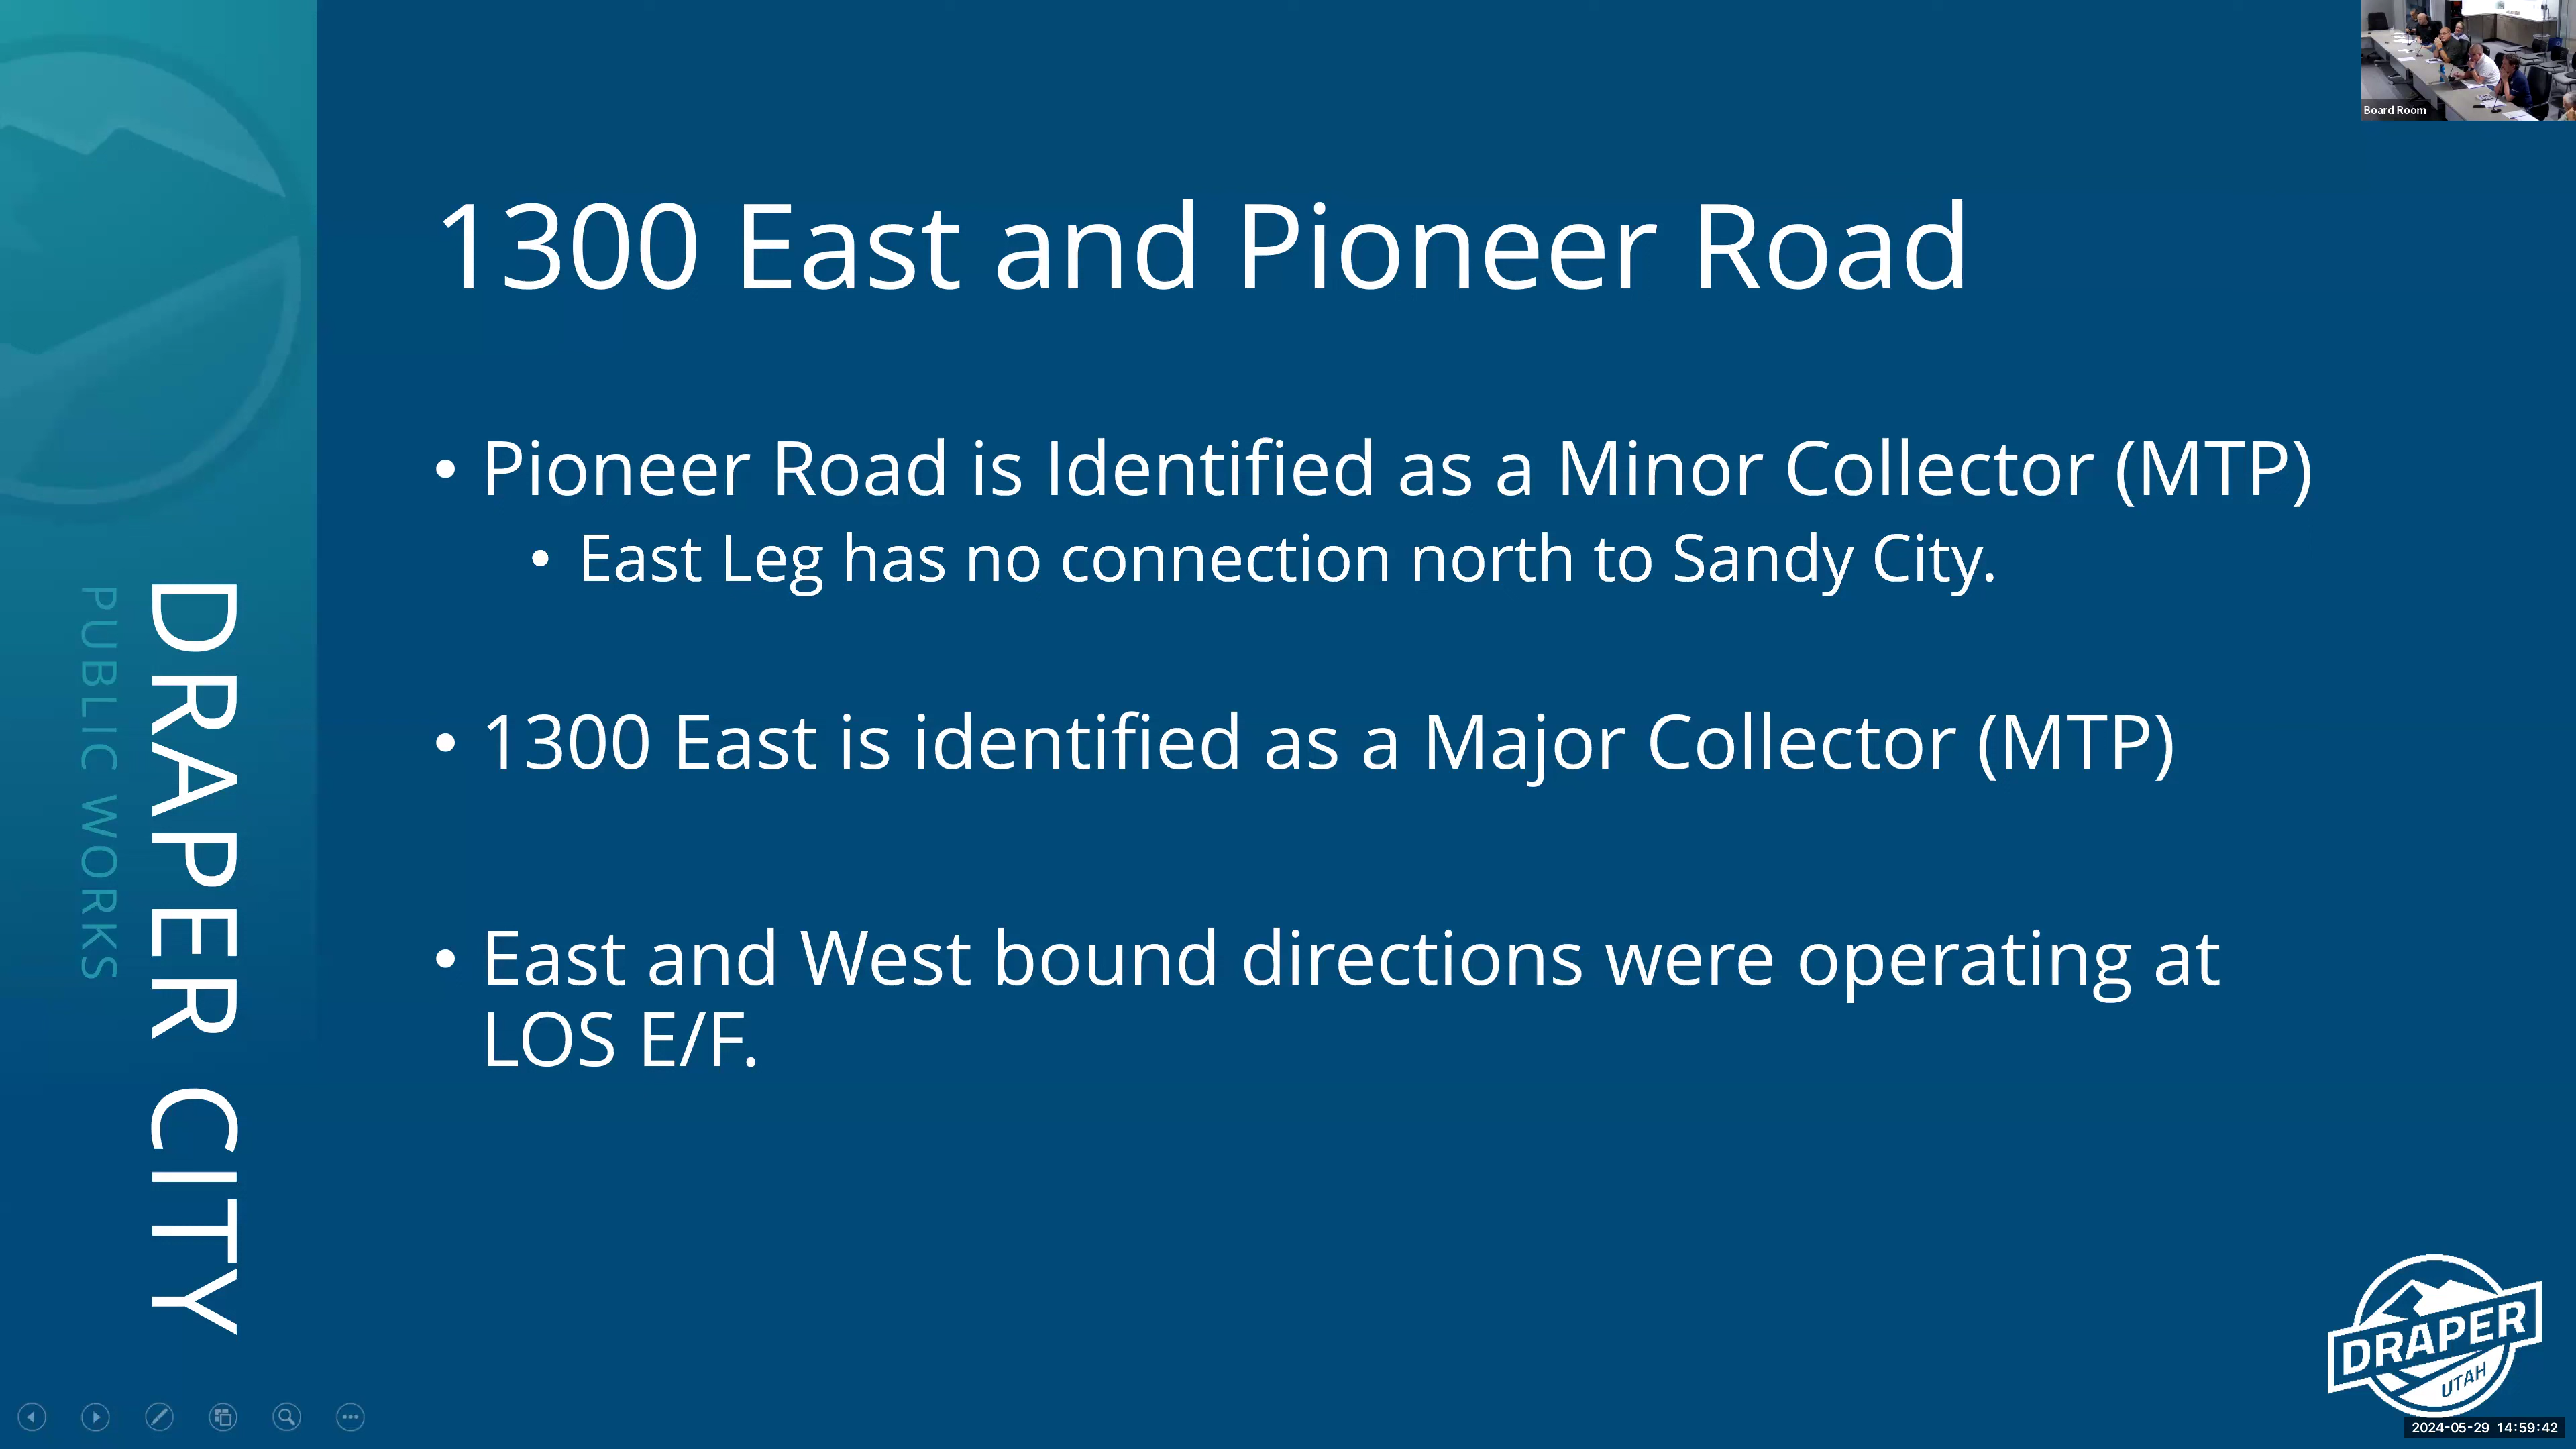 Board Room
1300 East and Pioneer Road
• Pioneer Road is Identified as a Minor Collector (MTP)
• East Leg has no connection north to Sandy City.
• 1300 East is identified as a Major Collector (MTP)
• East and West bound directions were operating at
LOS E/F.
DRAPER CITY
PUBLIC WORKS
DRAPER
UTAH
2024-05-29 14:59:42